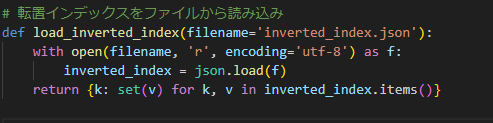 # 転置インデックスをファイルから読み込み
def load_inverted_index(filename='inverted_index.json'):
    with open(filename, 'r', encoding='utf-8') as f:
        inverted_index = json.load(f)
    return {k: set(v) for k, v in inverted_index.items()}